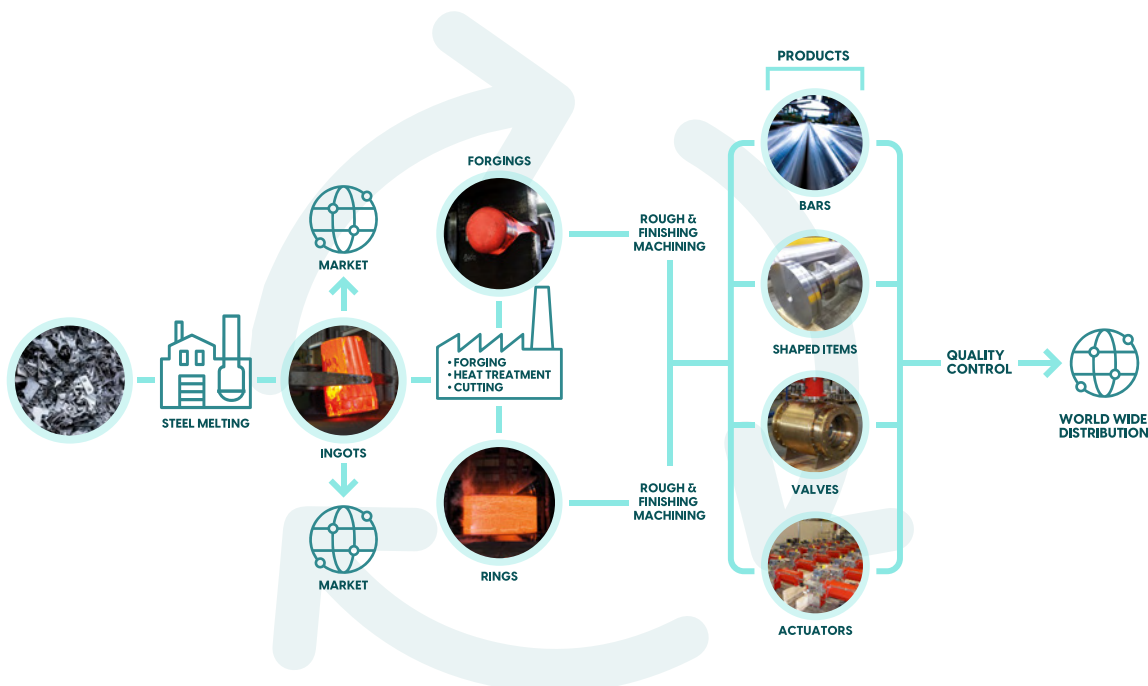 PRODUCTS
FORGINGS
BARS
MARKET
ROUGH &
FINISHING
MACHINING
SHAPED ITEMS
• FORGING
• HEAT TREATMENT
• CUTTING
STEEL MELTING
INGOTS
QUALITY
CONTROL
WORLD WIDE
DISTRIBUTION
ROUGH &
FINISHING
MACHINING
VALVES
MARKET
RINGS
ACTUATORS